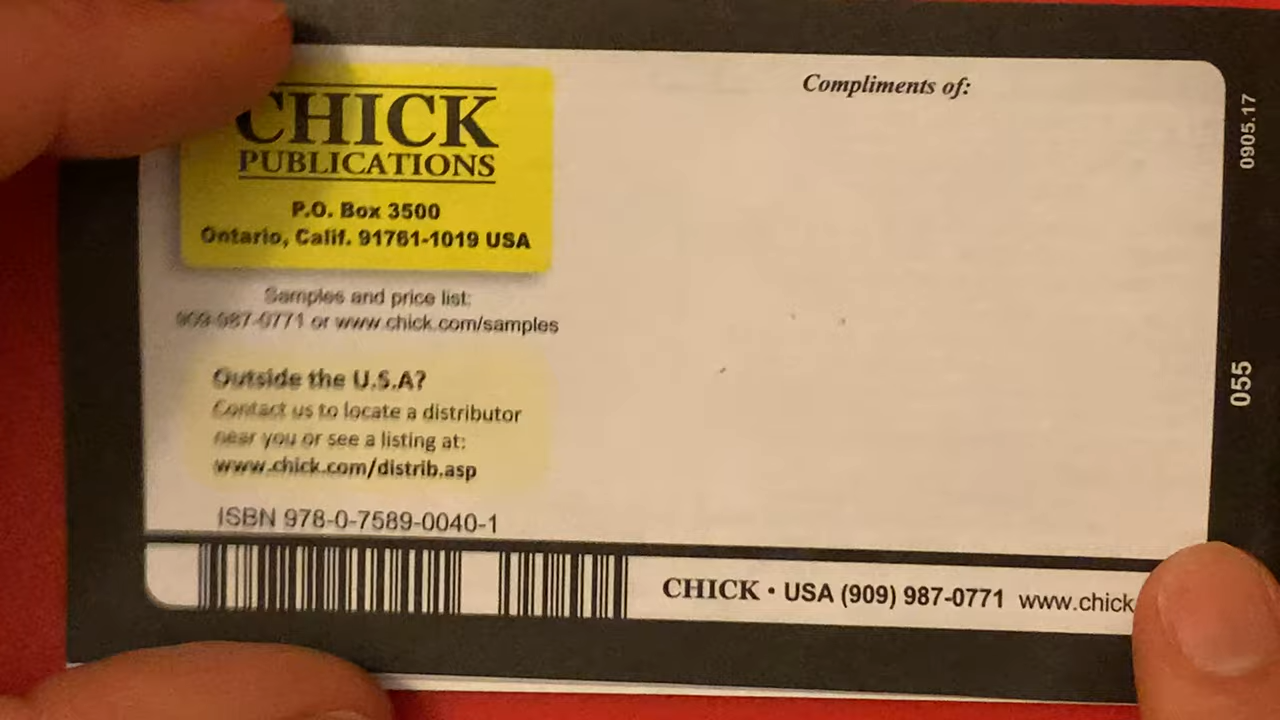 CHICK
PUBLICATIONS
P.O. Box 3500
Ontario, Calif. 91761-1019 USA
Samples and price list:
909-987-0771 or www.chick.com/samples
Outside the U.S.A?
Contact us to locate a distributor
near you or see a listing at:
www.chick.com/distrib.asp
ISBN 978-0-7589-0040-1
Compliments of:
0905.17
055
CHICK • USA (909) 987-0771 www.chick